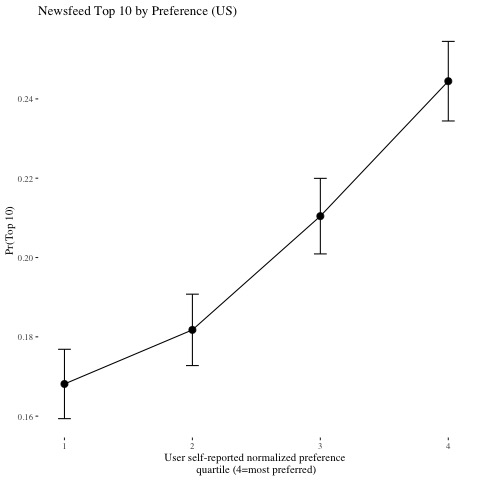 Newsfeed Top 10 by Preference (US)
Pr(Top 10)
0.24
0.22
0.20
0.18
0.16
1 2 3 4
User self-reported normalized preference
quartile (4=most preferred)